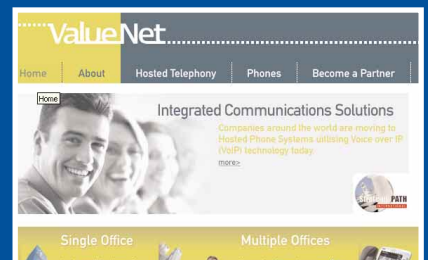 ValueNet
Home About Hosted Telephony Phones Become a Partner
Home
Integrated Communications Solutions
Companies around the world are moving to
Hosted Phone Systems utilising Voice over IP
(VoIP) technology today.
more>
PATH
Single Office Multiple Offices